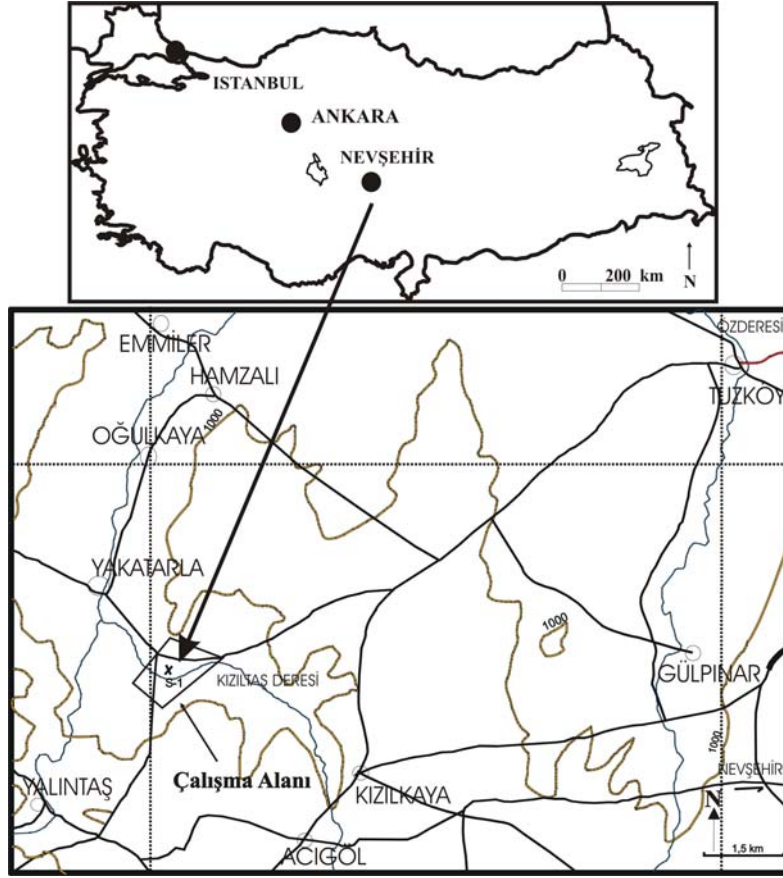 ISTANBUL
ANKARA
NEVŞEHİR
0 200 km
N
ÖZDERESİ
EMMİLER
TUZKÖY
HAMZALI
1000
OĞULKAYA
YAKATARLA
1000
GÜLPINAR
S-1
KIZILTAŞ DERESİ
1000
NEVŞEHİR
Çalışma Alanı
YALINTAŞ
KIZILKAYA
N
ACIGÖL
1,5 km